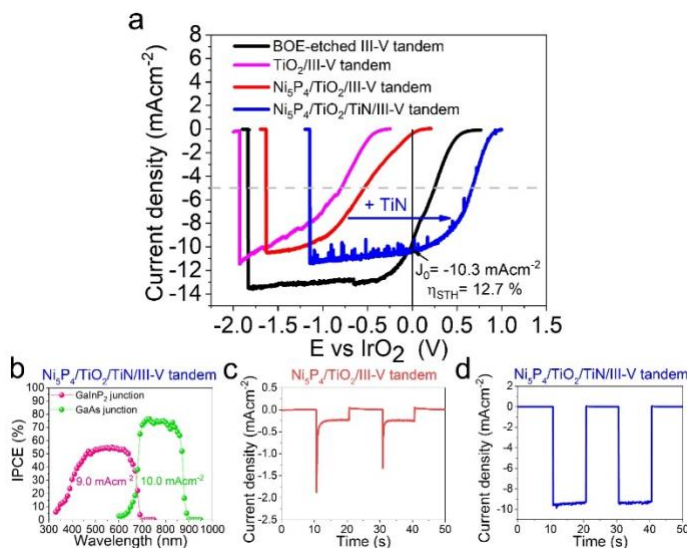 a
BOE-etched III-V tandem
TiO₂/III-V tandem
Ni₅P₄/TiO₂/III-V tandem
Ni₅P₄/TiO₂/TiN/III-V tandem
Current density (mAcm⁻²)
4
2
0
-2
-4
-6
-8
-10
-12
-14
+ TiN
J₀= -10.3 mAcm⁻²
ηSTH= 12.7 %
-2.0 -1.5 -1.0 -0.5 0.0 0.5 1.0 1.5
E vs IrO₂ (V)
b
Ni₅P₄/TiO₂/TiN/III-V tandem
GaInP₂ junction
GaAs junction
IPCE (%)
100
90
80
70
60
50
40
30
20
10
0
9.0 mAcm⁻²
10.0 mAcm⁻²
300 400 500 600 700 800 900 1000
Wavelength (nm)
c
Ni₅P₄/TiO₂/III-V tandem
Current density (mAcm⁻²)
0.5
0.0
-0.5
-1.0
-1.5
-2.0
-2.5
0 10 20 30 40 50
Time (s)
d
Ni₅P₄/TiO₂/TiN/III-V tandem
Current density (mAcm⁻²)
2
0
-2
-4
-6
-8
-10
0 10 20 30 40 50
Time (s)